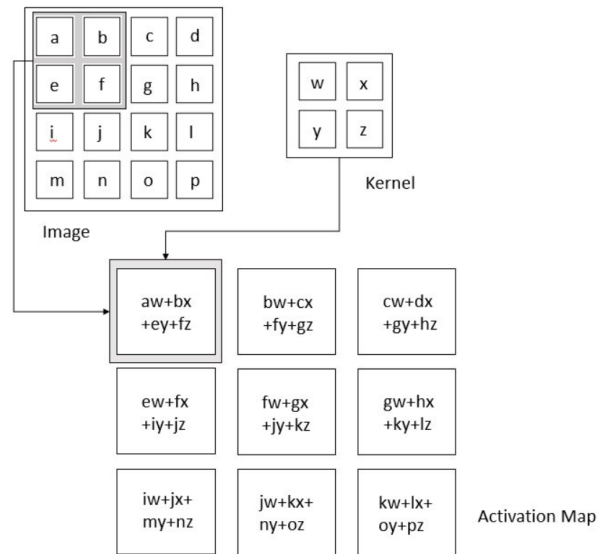 a b c d
e f g h
i j k l
m n o p
Image
w x
y z
Kernel
aw+bx
+ey+fz
bw+cx
+fy+gz
cw+dx
+gy+hz
ew+fx
+iy+jz
fw+gx
+jy+kz
gw+hx
+ky+lz
iw+jx+
my+nz
jw+kx+
ny+oz
kw+lx+
oy+pz
Activation Map